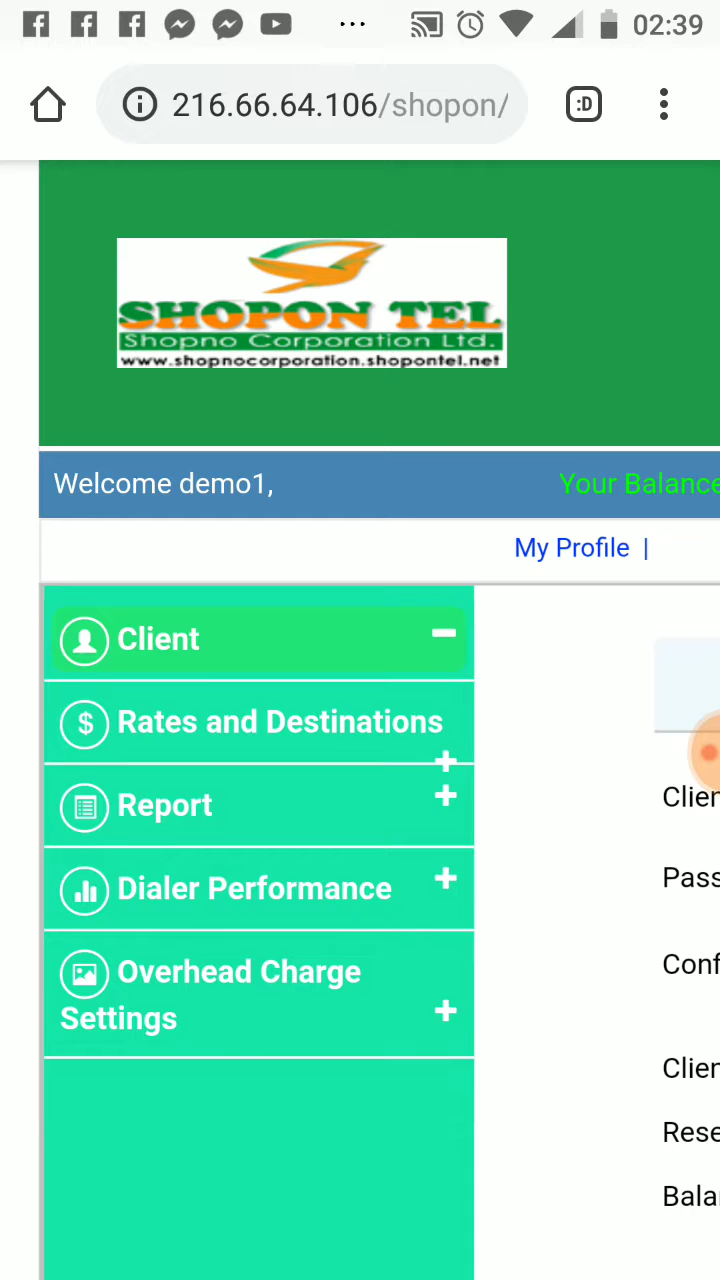 02:39
216.66.64.106/shopon/
:D
SHOPON TEL
Shopno Corporation Ltd.
www.shopnocorporation.shopontel.net
Welcome demo1,
Your Balance
My Profile |
Client
Rates and Destinations
Report
Dialer Performance
Overhead Charge
Settings
Clien
Pass
Conf
Clien
Rese
Bala